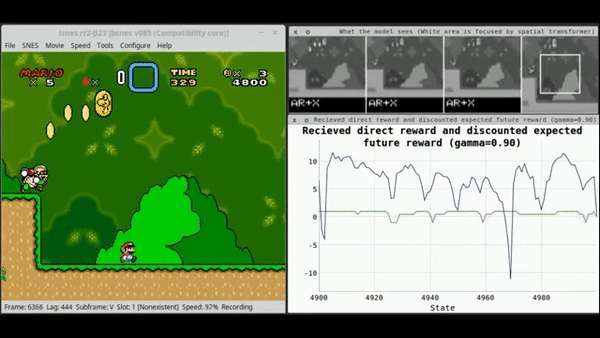 lsnes rr2-β23 [bsnes v085 (Compatibility core)]
File SNES Movie Speed Tools Configure Help
MARIO TIME 3
x 5 0 329 4800
Frame: 6366 Lag: 444 Subframe: V Slot: 1 [Nonexistent] Speed: 97% Recording
What the model sees (White area is focused by spatial transformer)
AR+X AR+X AR+X
Recieved direct reward and discounted expected future reward (gamma=0.90)
Recieved direct reward and discounted expected
future reward (gamma=0.90)
10
5
0
-5
-10
4900 4920 4940 4960 4980
State